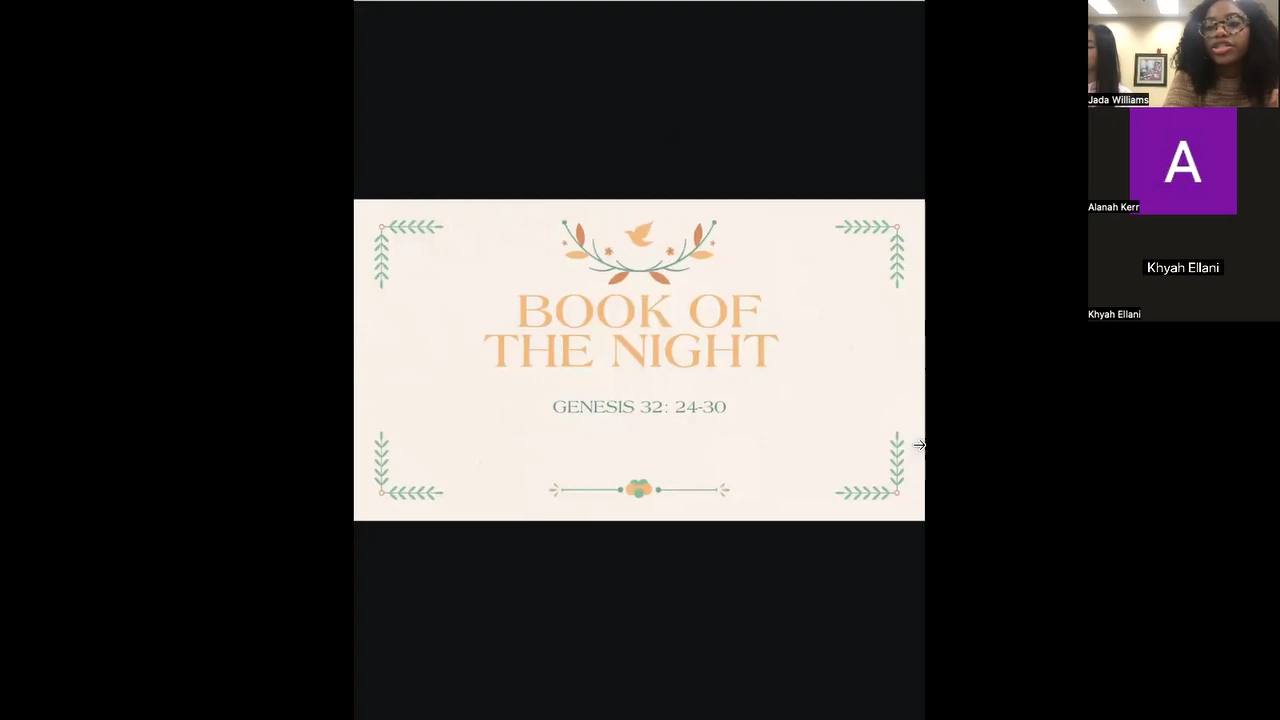 BOOK OF
THE NIGHT
GENESIS 32: 24-30
Jada Williams
A
Alanah Kerr
Khyah Ellani
Khyah Ellani